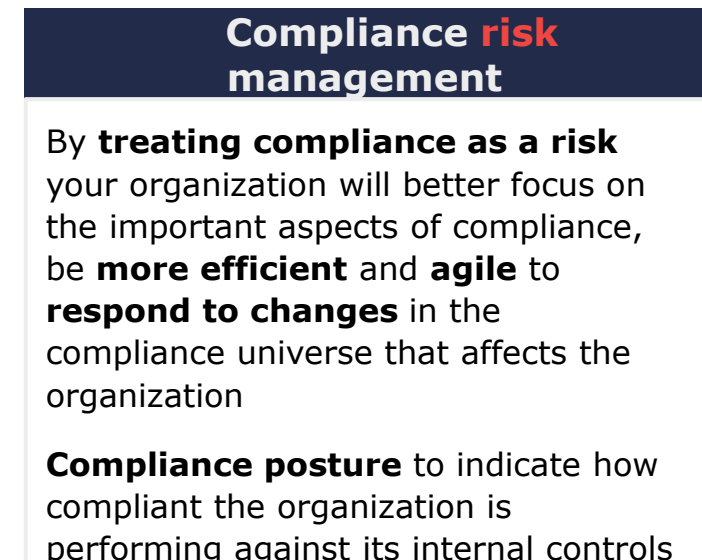 Compliance risk
management
By treating compliance as a risk
your organization will better focus on
the important aspects of compliance,
be more efficient and agile to
respond to changes in the
compliance universe that affects the
organization
Compliance posture to indicate how
compliant the organization is
performing against its internal controls